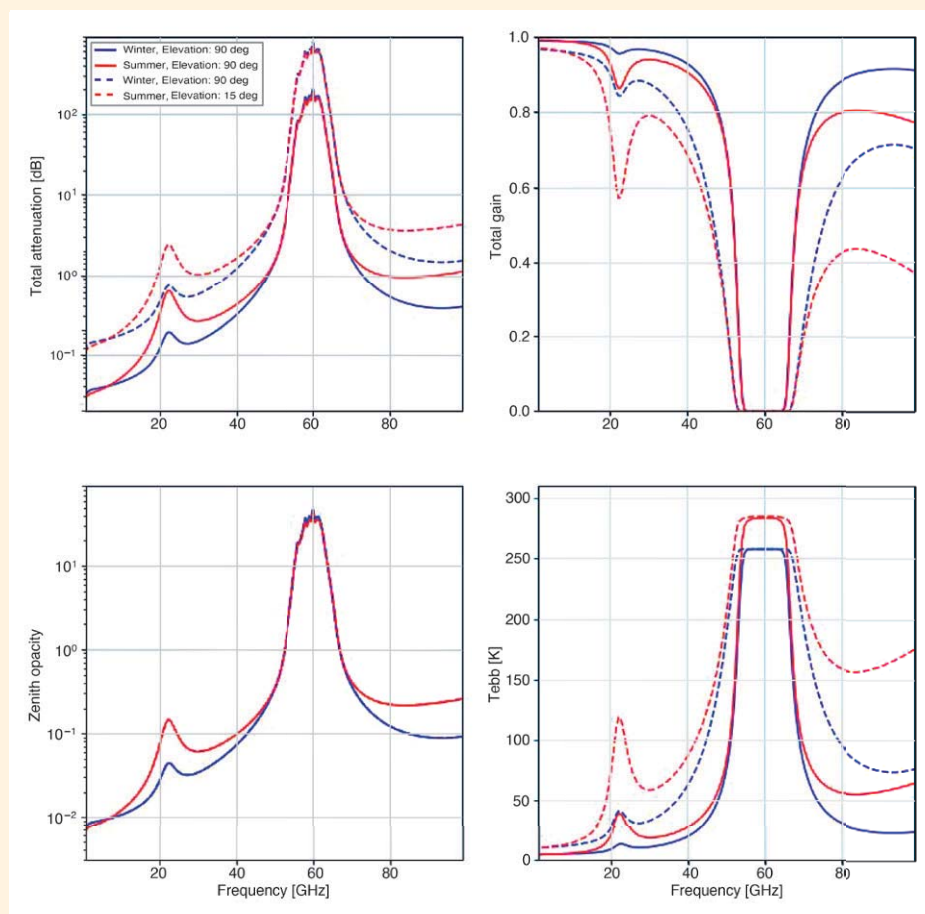 Winter, Elevation: 90 deg
Summer, Elevation: 90 deg
Winter, Elevation: 90 deg
Summer, Elevation: 15 deg
Total attenuation [dB]
10²
10¹
10⁰
10⁻¹
20 40 60 80
Total gain
1.0
0.8
0.6
0.4
0.2
0.0
20 40 60 80
Zenith opacity
10¹
10⁰
10⁻¹
10⁻²
20 40 60 80
Frequency [GHz]
Tebb [K]
300
250
200
150
100
50
0
20 40 60 80
Frequency [GHz]